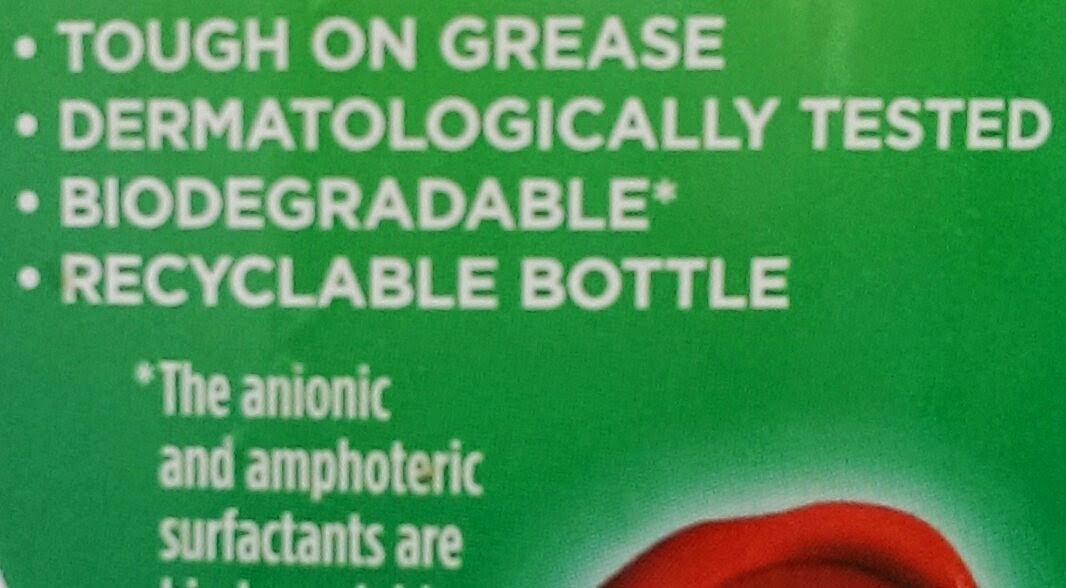 • TOUGH ON GREASE
• DERMATOLOGICALLY TESTED
• BIODEGRADABLE*
• RECYCLABLE BOTTLE
*The anionic
and amphoteric
surfactants are